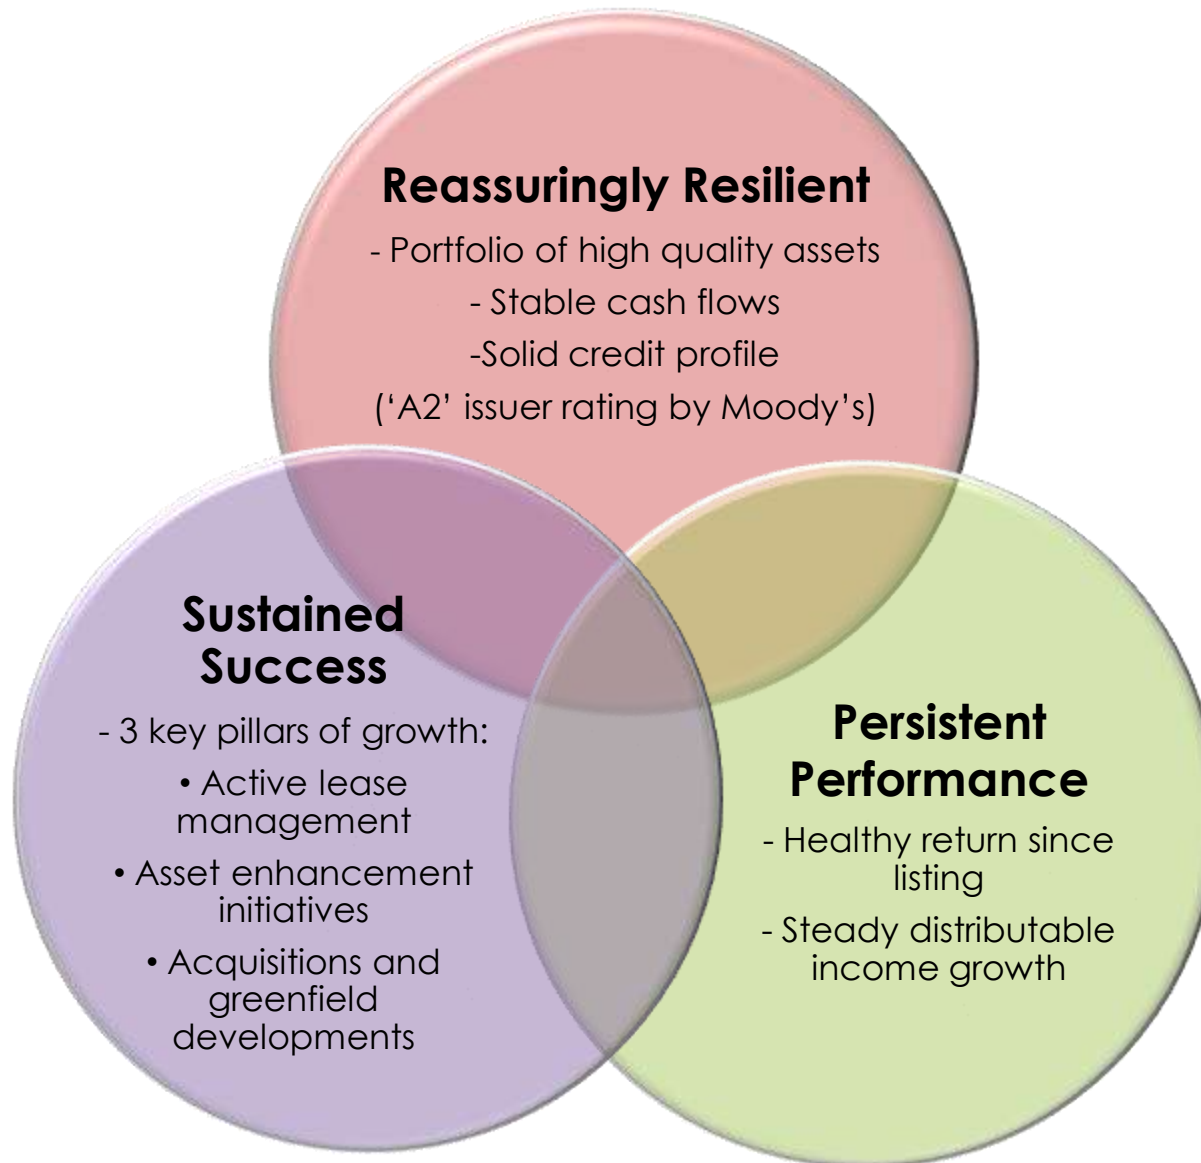 Reassuringly Resilient
- Portfolio of high quality assets
- Stable cash flows
-Solid credit profile
(‘A2’ issuer rating by Moody’s)
Sustained
Success
- 3 key pillars of growth:
• Active lease
management
• Asset enhancement
initiatives
• Acquisitions and
greenfield
developments
Persistent
Performance
- Healthy return since
listing
- Steady distributable
income growth